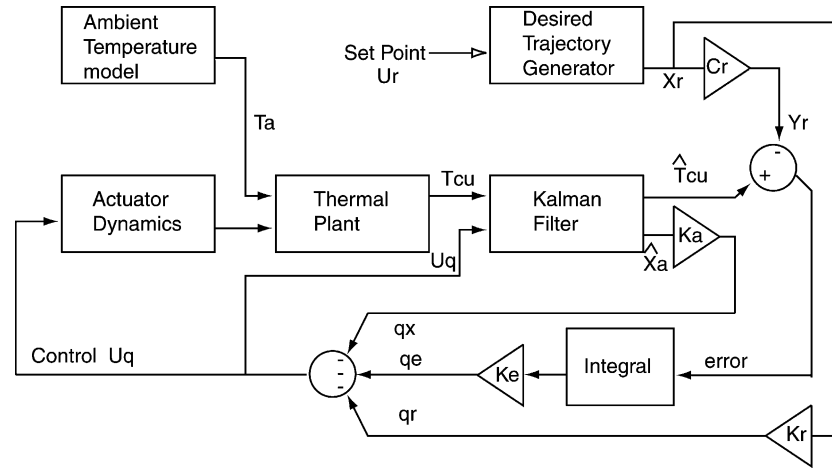 Ambient
Temperature
model
Set Point
Ur
Desired
Trajectory
Generator
Xr
Cr
Yr
Ta
-
+
Actuator
Dynamics
Thermal
Plant
Tcu
Uq
Kalman
Filter
T̂cu
X̂a
Ka
Control Uq
-
-
-
qx
qe
qr
Ke
Integral
error
Kr